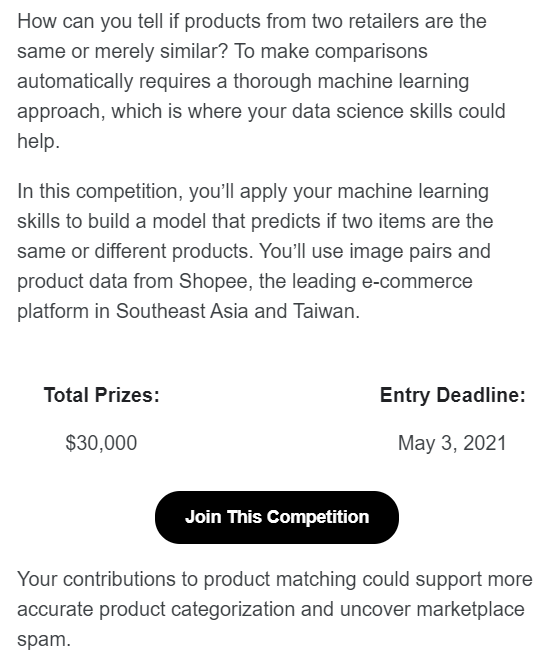 How can you tell if products from two retailers are the
same or merely similar? To make comparisons
automatically requires a thorough machine learning
approach, which is where your data science skills could
help.
In this competition, you’ll apply your machine learning
skills to build a model that predicts if two items are the
same or different products. You’ll use image pairs and
product data from Shopee, the leading e-commerce
platform in Southeast Asia and Taiwan.
Total Prizes: Entry Deadline:
$30,000 May 3, 2021
Join This Competition
Your contributions to product matching could support more
accurate product categorization and uncover marketplace
spam.